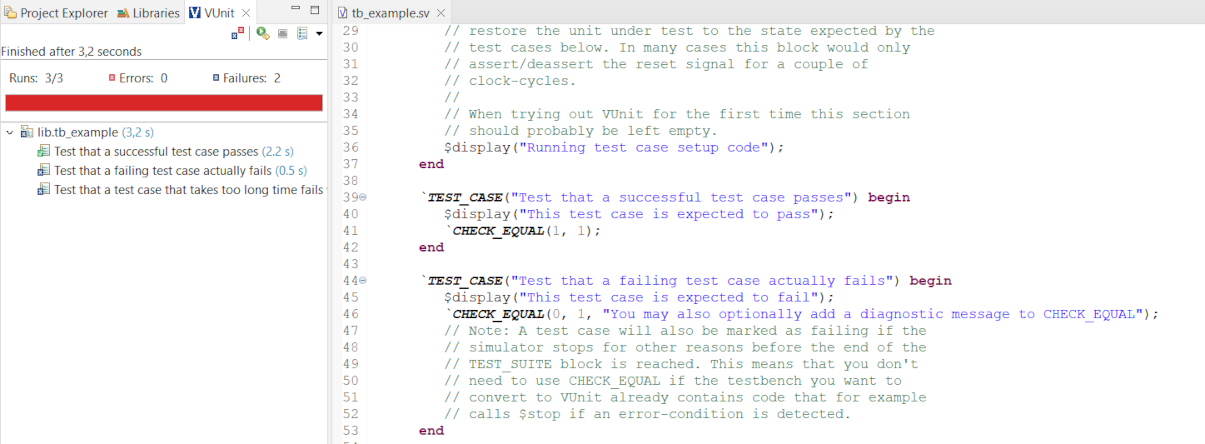 Project Explorer Libraries VUnit
Finished after 3,2 seconds
Runs: 3/3 Errors: 0 Failures: 2
lib.tb_example (3,2 s)
Test that a successful test case passes (2.2 s)
Test that a failing test case actually fails (0.5 s)
Test that a test case that takes too long time fails
tb_example.sv
29 // restore the unit under test to the state expected by the
30 // test cases below. In many cases this block would only
31 // assert/deassert the reset signal for a couple of
32 // clock-cycles.
33 //
34 // When trying out VUnit for the first time this section
35 // should probably be left empty.
36 $display("Running test case setup code");
37 end
38
39 `TEST_CASE("Test that a successful test case passes") begin
40 $display("This test case is expected to pass");
41 `CHECK_EQUAL(1, 1);
42 end
43
44 `TEST_CASE("Test that a failing test case actually fails") begin
45 $display("This test case is expected to fail");
46 `CHECK_EQUAL(0, 1, "You may also optionally add a diagnostic message to CHECK_EQUAL");
47 // Note: A test case will also be marked as failing if the
48 // simulator stops for other reasons before the end of the
49 // TEST_SUITE block is reached. This means that you don't
50 // need to use CHECK_EQUAL if the testbench you want to
51 // convert to VUnit already contains code that for example
52 // calls $stop if an error-condition is detected.
53 end